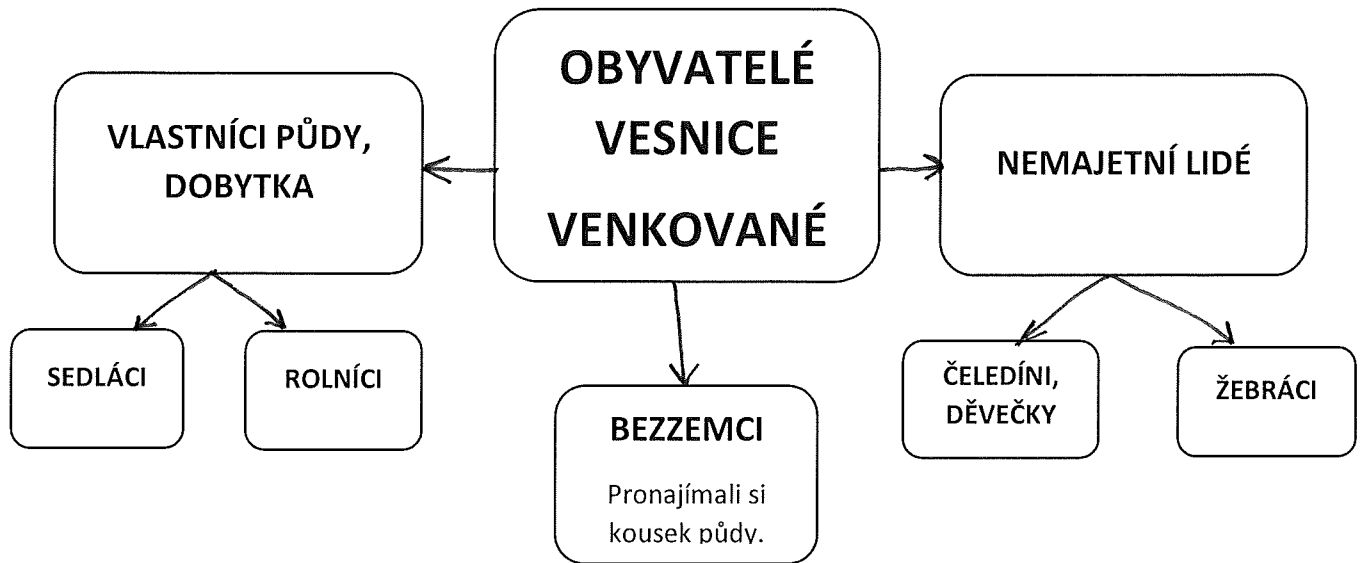 OBYVATELÉ
VESNICE
VENKOVANÉ
VLASTNÍCI PŮDY,
DOBYTKA
NEMAJETNÍ LIDÉ
SEDLÁCI
ROLNÍCI
BEZZEMCI
Pronajímali si
kousek půdy.
ČELEDÍNI,
DĚVEČKY
ŽEBRÁCI